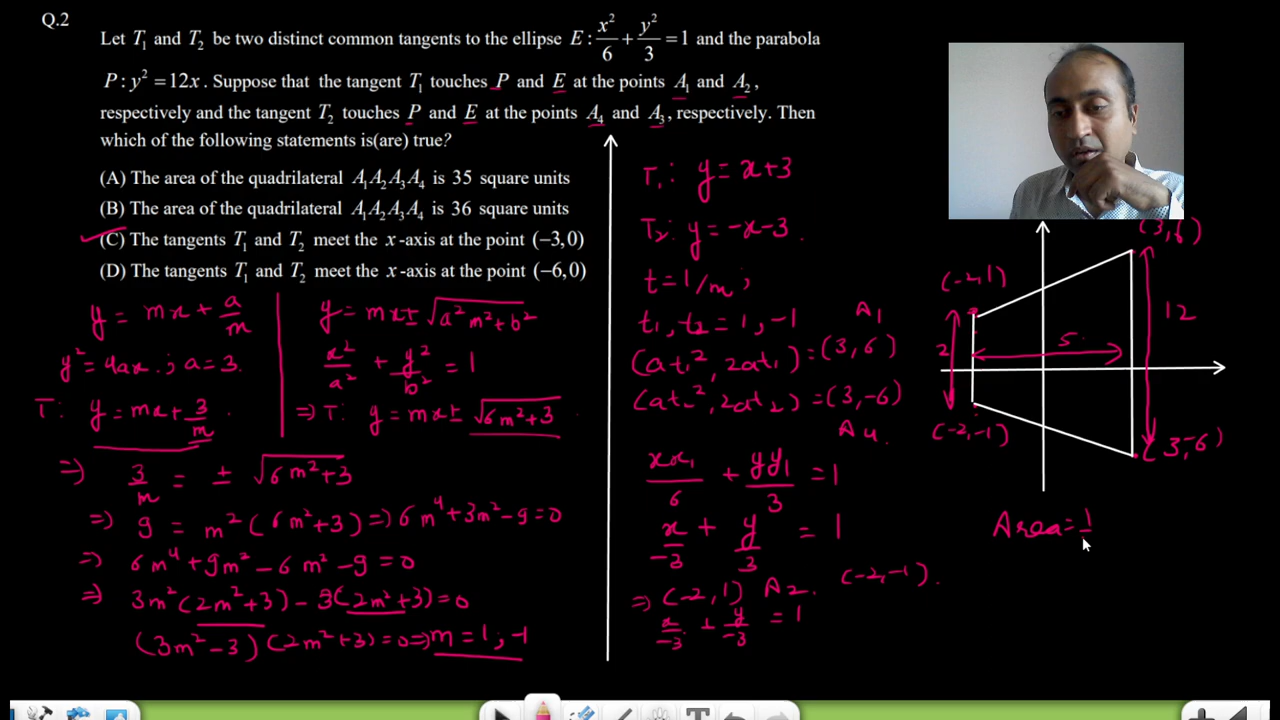 Q.2
Let T₁ and T₂ be two distinct common tangents to the ellipse E : x²/6 + y²/3 = 1 and the parabola
P : y² = 12x . Suppose that the tangent T₁ touches P and E at the points A₁ and A₂,
respectively and the tangent T₂ touches P and E at the points A₄ and A₃, respectively. Then
which of the following statements is(are) true?
(A) The area of the quadrilateral A₁A₂A₃A₄ is 35 square units
(B) The area of the quadrilateral A₁A₂A₃A₄ is 36 square units
(C) The tangents T₁ and T₂ meet the x-axis at the point (−3,0)
(D) The tangents T₁ and T₂ meet the x-axis at the point (−6,0)
y = mx + a/m
y² = 4ax ; a = 3.
T: y = mx + 3/m .
y = mx ± √(a²m²+b²)
x²/a² + y²/b² = 1
⇒ T: y = mx ± √(6m²+3)
⇒ 3/m = ± √(6m²+3)
⇒ 9 = m²(6m²+3) ⇒ 6m⁴+3m²−9=0
⇒ 6m⁴+9m²−6m²−9=0
⇒ 3m²(2m²+3) − 3(2m²+3)=0
(3m²−3)(2m²+3)=0 ⇒ m=1,−1
T₁: y = x+3
T₂: y = −x−3 .
t = 1/m ;
t₁, t₂ = 1, −1
A₁
(at₁², 2at₁) = (3,6)
(at₂², 2at₂) = (3,−6)
A₄.
xx₁/6 + yy₁/3 = 1
x/−3 + y/3 = 1
⇒ (−2,1) A₂. (−2,−1).
x/−3 + y/−3 = 1
(3,6)
(−2,1)
12
2
5.
(−2,−1)
(3,−6)
Area = 1/